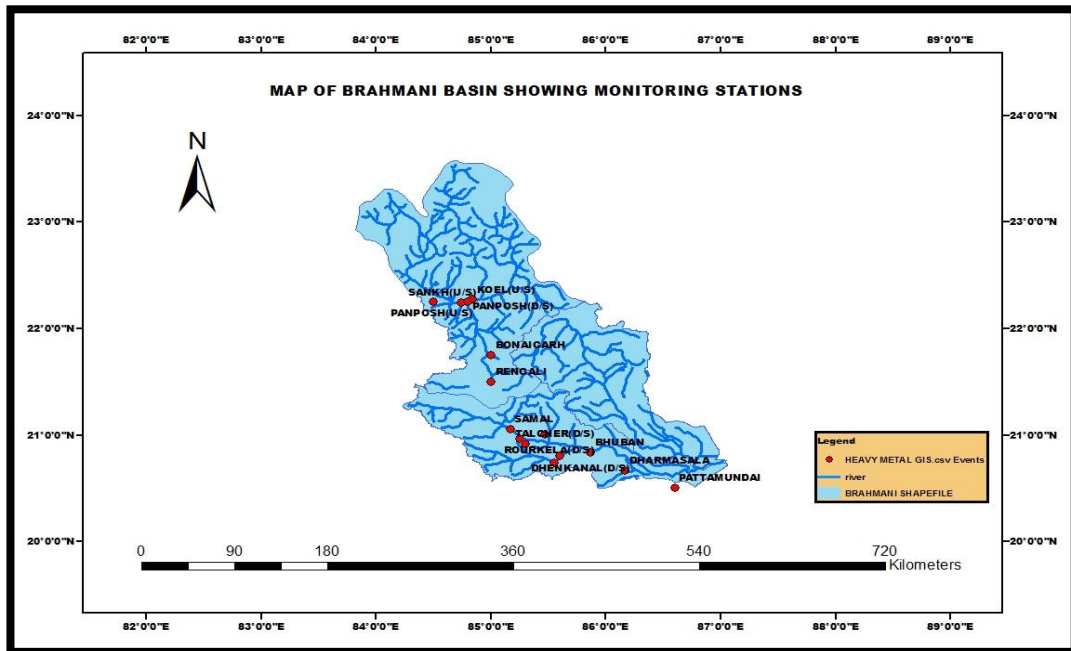 82°0'0"E 83°0'0"E 84°0'0"E 85°0'0"E 86°0'0"E 87°0'0"E 88°0'0"E 89°0'0"E
MAP OF BRAHMANI BASIN SHOWING MONITORING STATIONS
24°0'0"N 24°0'0"N
N
23°0'0"N 23°0'0"N
SANKH(U/S) KOEL(U/S)
PANPOSH(U/S) PANPOSH(D/S)
22°0'0"N 22°0'0"N
BONAIGARH
RENGALI
SAMAL
21°0'0"N TALCHER(D/S) 21°0'0"N
BHUBAN
ROURKELA(D/S)
DHARMASALA
DHENKANAL(D/S)
PATTAMUNDAI
Legend
HEAVY METAL GIS.csv Events
river
BRAHMANI SHAPEFILE
20°0'0"N 20°0'0"N
0 90 180 360 540 720
Kilometers
82°0'0"E 83°0'0"E 84°0'0"E 85°0'0"E 86°0'0"E 87°0'0"E 88°0'0"E 89°0'0"E